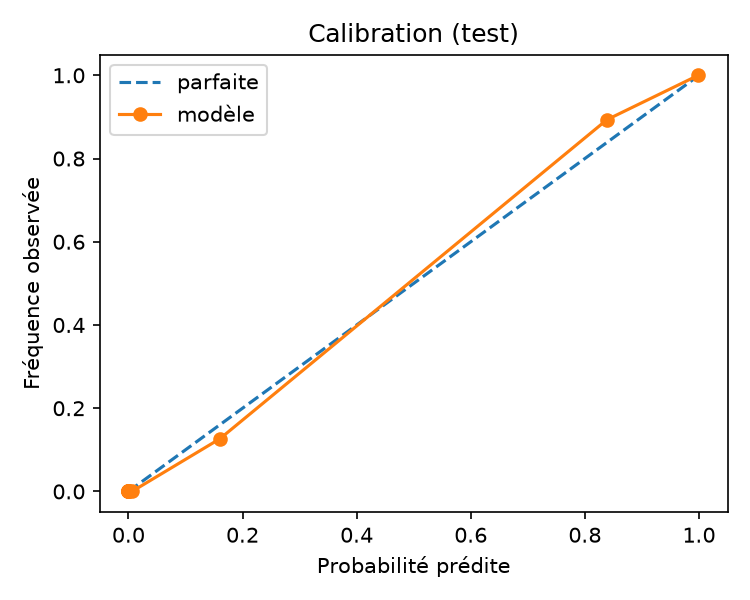 Calibration (test)
parfaite
modèle
Fréquence observée
1.0
0.8
0.6
0.4
0.2
0.0
0.0 0.2 0.4 0.6 0.8 1.0
Probabilité prédite